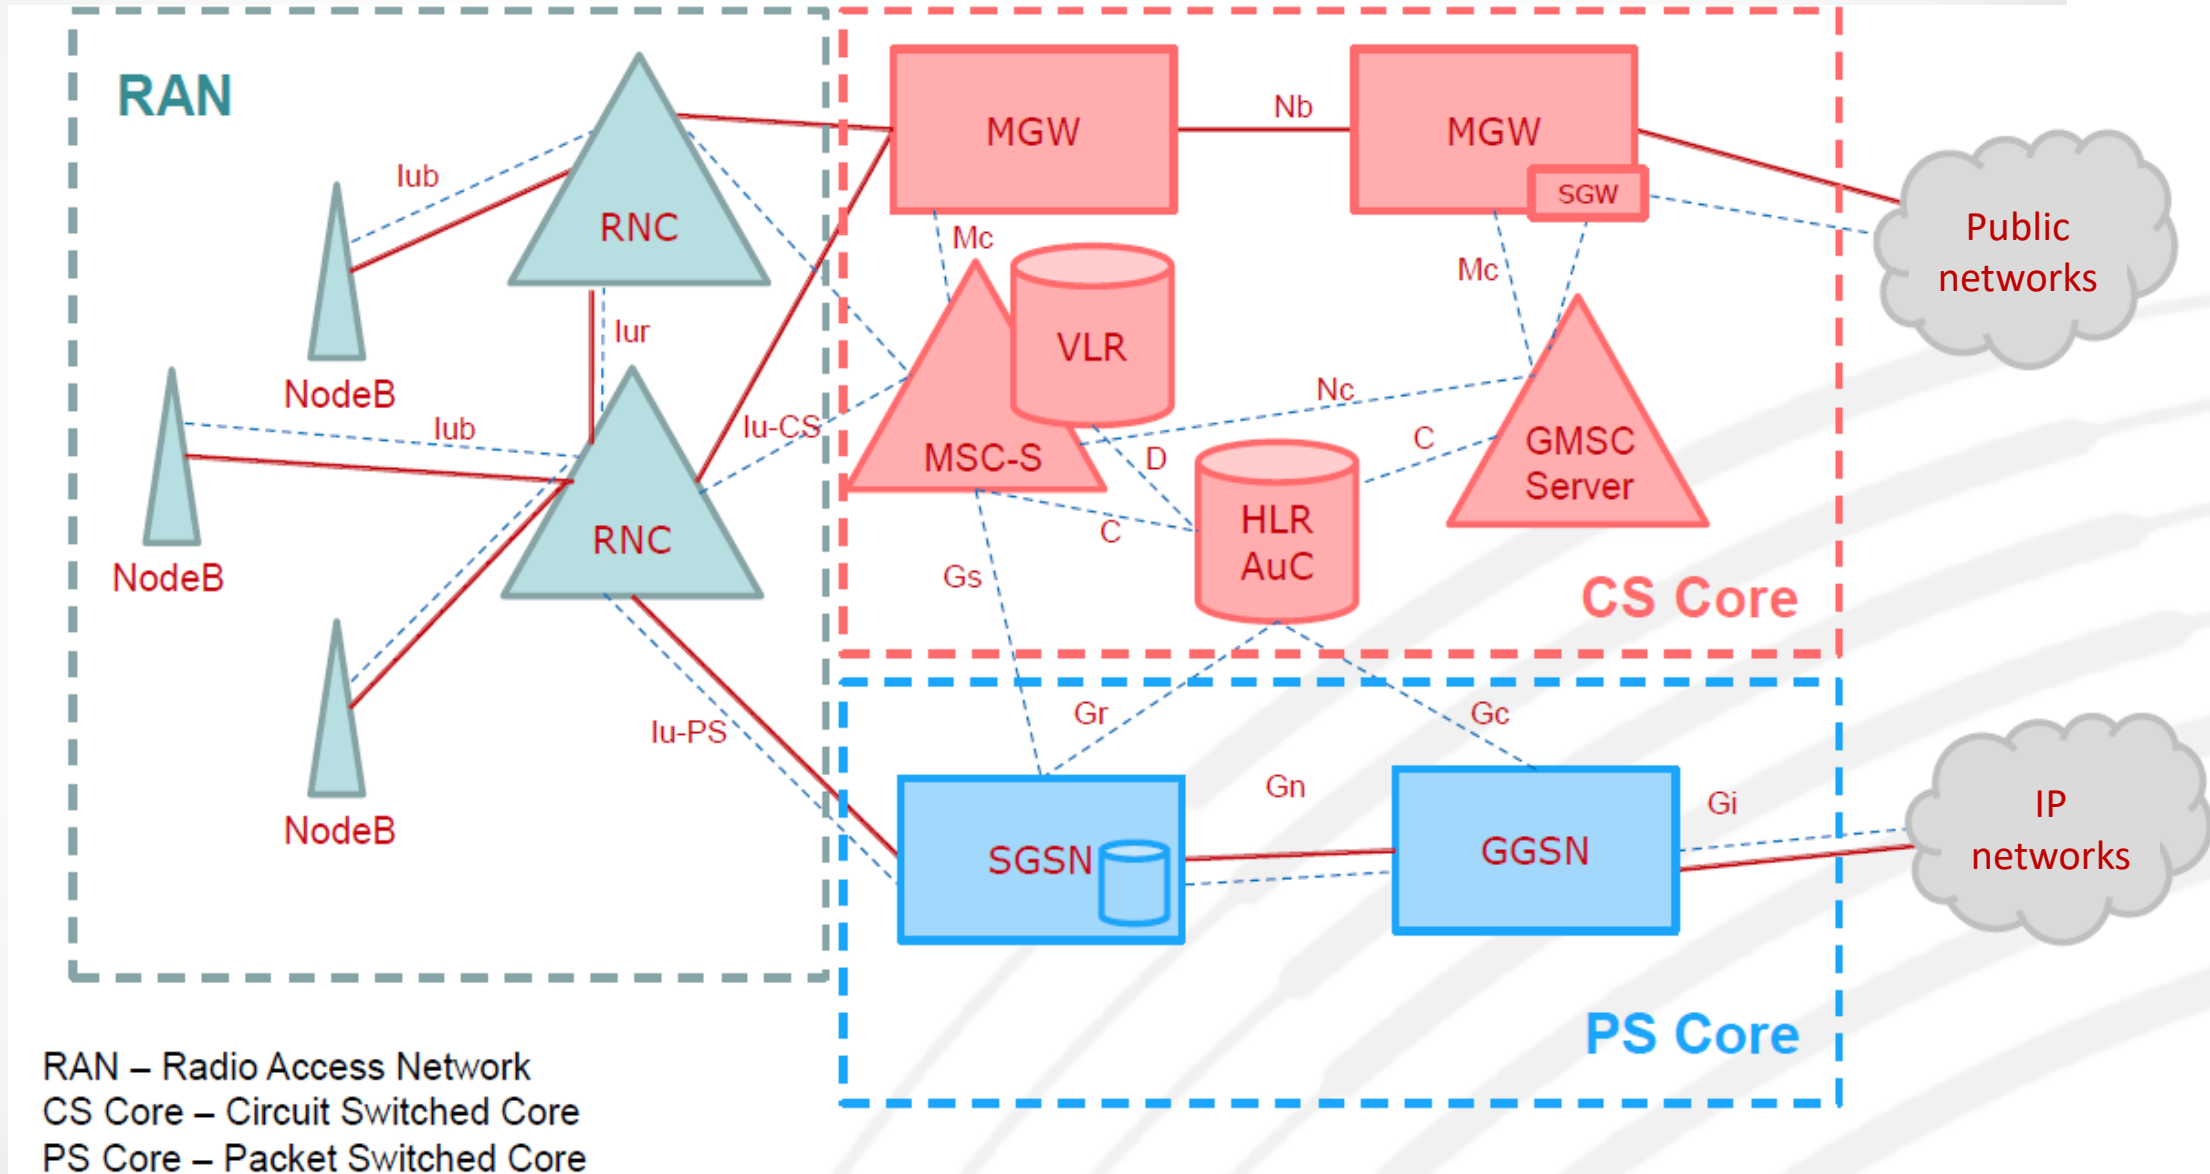 RAN
MGW
Nb
MGW
SGW
Public
networks
Iub
RNC
Mc
VLR
Mc
Iur
NodeB
Iub
Iu-CS
MSC-S
D
Nc
C
GMSC
Server
C
HLR
AuC
RNC
NodeB
Gs
CS Core
Iu-PS
Gr
Gc
NodeB
SGSN
Gn
GGSN
Gi
IP
networks
PS Core
RAN – Radio Access Network
CS Core – Circuit Switched Core
PS Core – Packet Switched Core